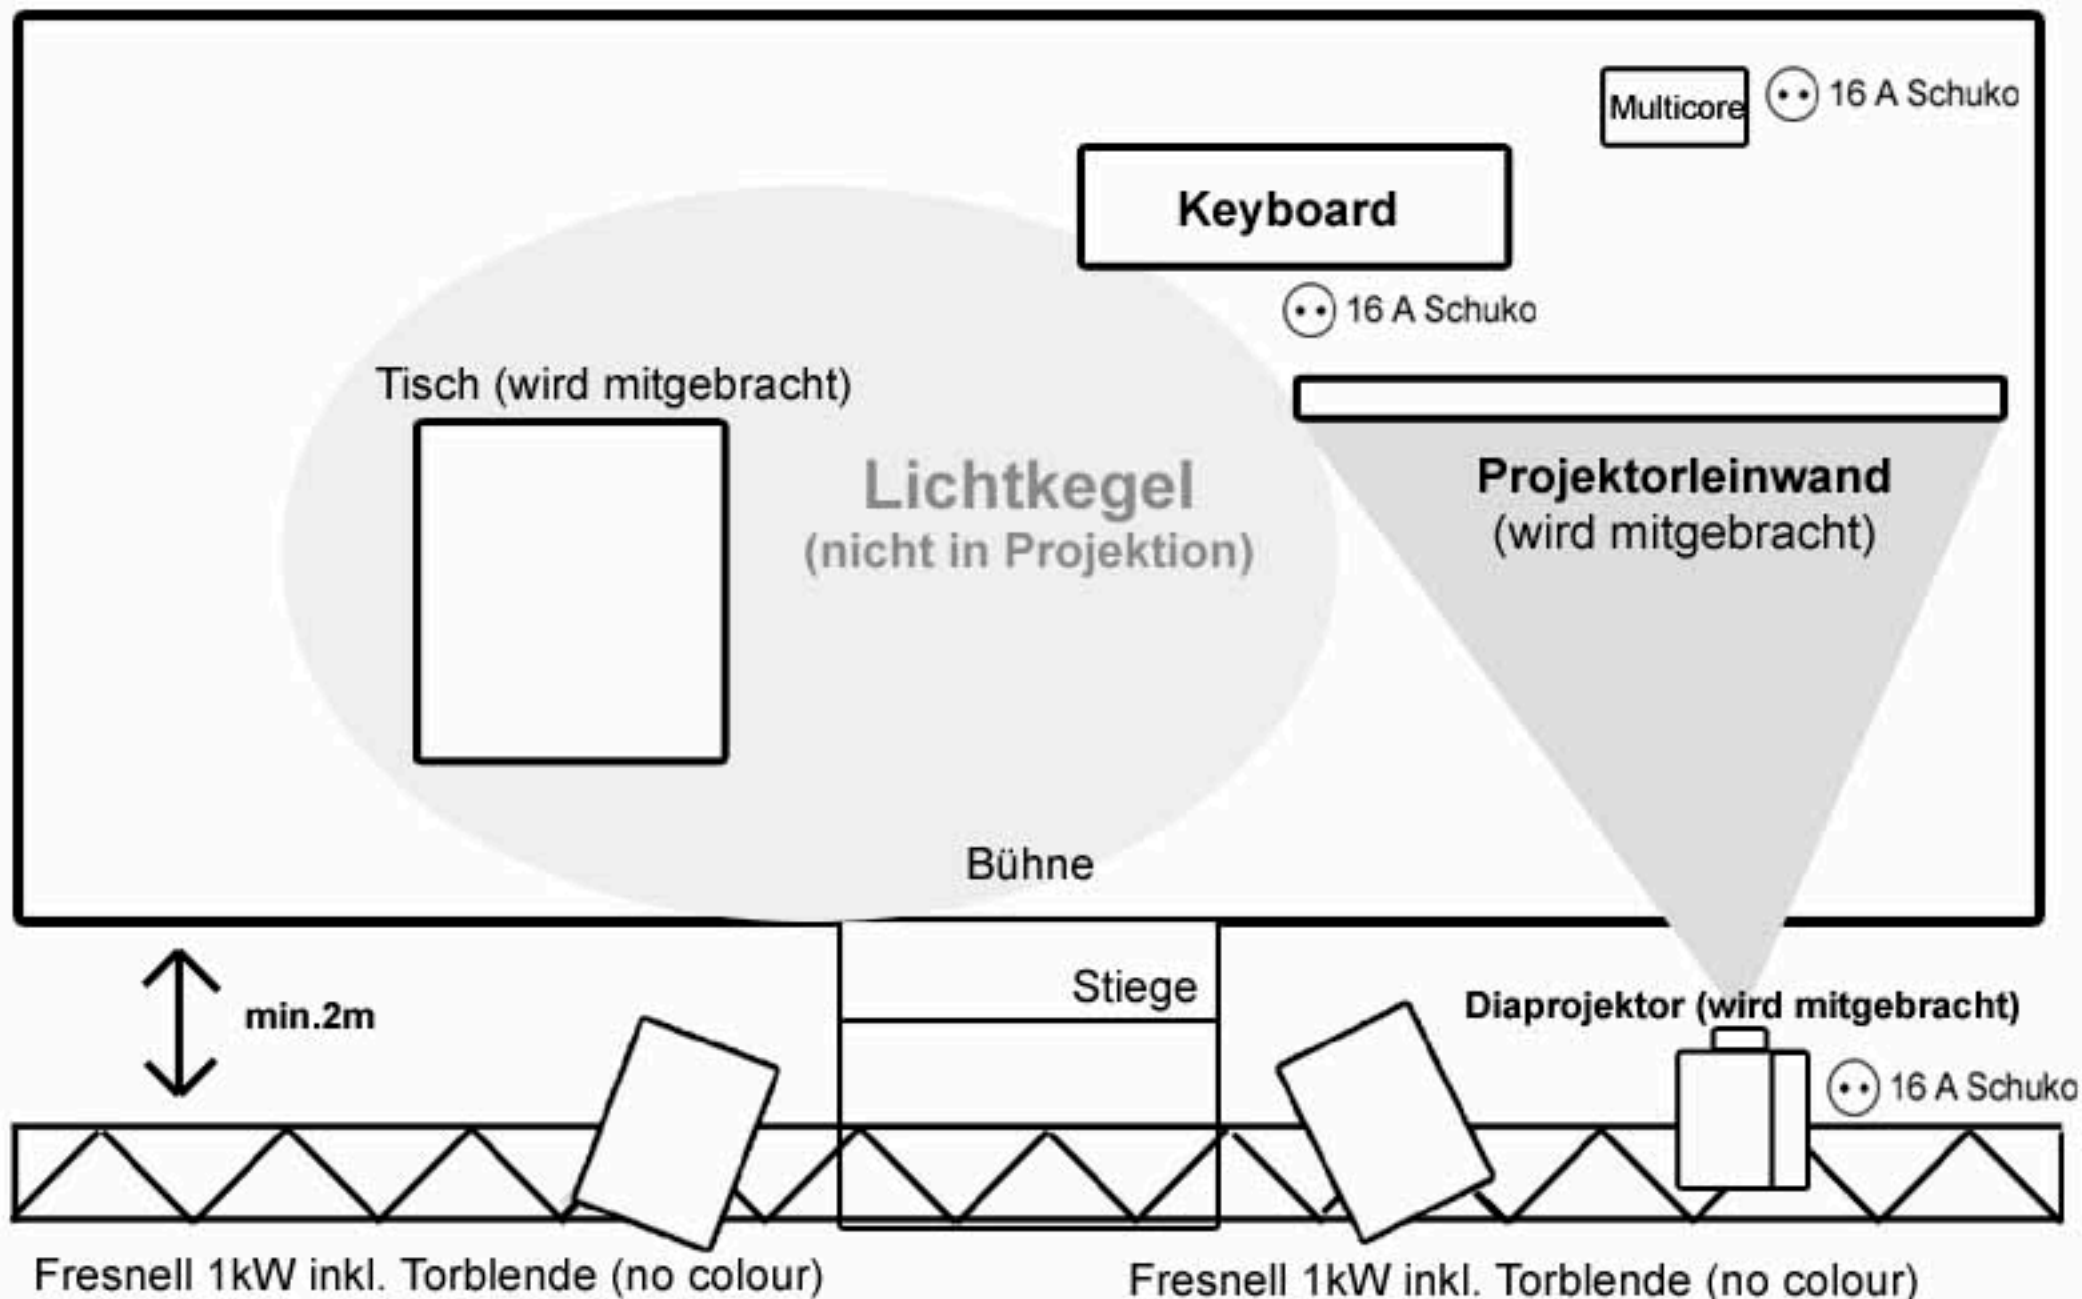 Multicore
16 A Schuko
Keyboard
16 A Schuko
Tisch (wird mitgebracht)
Lichtkegel
(nicht in Projektion)
Projektorleinwand
(wird mitgebracht)
Bühne
Stiege
min.2m
Diaprojektor (wird mitgebracht)
16 A Schuko
Fresnell 1kW inkl. Torblende (no colour)
Fresnell 1kW inkl. Torblende (no colour)